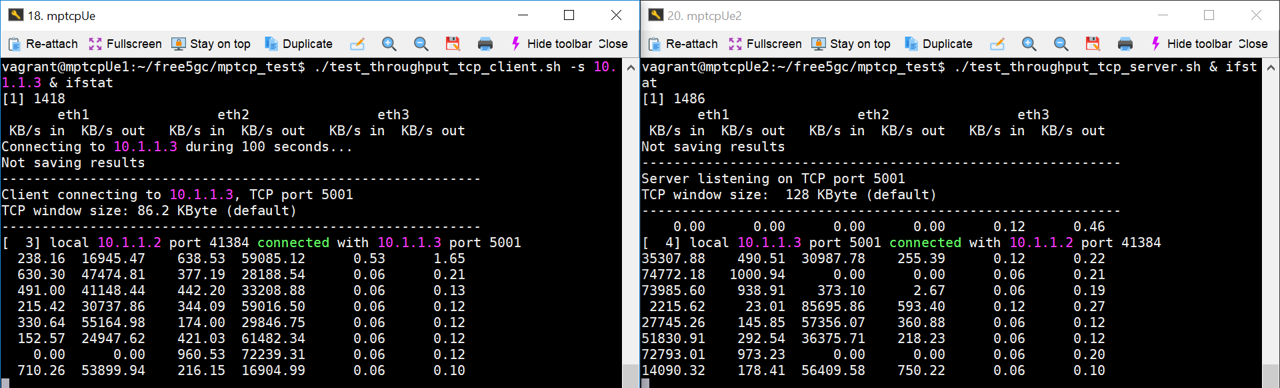 18. mptcpUe
Re-attach Fullscreen Stay on top Duplicate Hide toolbar Close
vagrant@mptcpUe1:~/free5gc/mptcp_test$ ./test_throughput_tcp_client.sh -s 10.
1.1.3 & ifstat
[1] 1418
eth1 eth2 eth3
KB/s in KB/s out KB/s in KB/s out KB/s in KB/s out
Connecting to 10.1.1.3 during 100 seconds...
Not saving results
------------------------------------------------------------
Client connecting to 10.1.1.3, TCP port 5001
TCP window size: 86.2 KByte (default)
------------------------------------------------------------
[ 3] local 10.1.1.2 port 41384 connected with 10.1.1.3 port 5001
238.16 16945.47 638.53 59085.12 0.53 1.65
630.30 47474.81 377.19 28188.54 0.06 0.21
491.00 41148.44 442.20 33208.88 0.06 0.13
215.42 30737.86 344.09 59016.50 0.06 0.12
330.64 55164.98 174.00 29846.75 0.06 0.12
152.57 24947.62 421.03 61482.34 0.06 0.12
0.00 0.00 960.53 72239.31 0.06 0.12
710.26 53899.94 216.15 16904.99 0.06 0.10
20. mptcpUe2
Re-attach Fullscreen Stay on top Duplicate Hide toolbar Close
vagrant@mptcpUe2:~/free5gc/mptcp_test$ ./test_throughput_tcp_server.sh & ifst
at
[1] 1486
eth1 eth2 eth3
KB/s in KB/s out KB/s in KB/s out KB/s in KB/s out
Not saving results
------------------------------------------------------------
Server listening on TCP port 5001
TCP window size: 128 KByte (default)
------------------------------------------------------------
0.00 0.00 0.00 0.00 0.12 0.46
[ 4] local 10.1.1.3 port 5001 connected with 10.1.1.2 port 41384
35307.88 490.51 30987.78 255.39 0.12 0.22
74772.18 1000.94 0.00 0.00 0.06 0.21
73985.60 938.91 373.10 2.67 0.06 0.19
2215.62 23.01 85695.86 593.40 0.12 0.27
27745.26 145.85 57356.07 360.88 0.06 0.12
51830.91 292.54 36375.71 218.23 0.06 0.12
72793.01 973.23 0.00 0.00 0.06 0.20
14090.32 178.41 56409.58 750.22 0.06 0.10